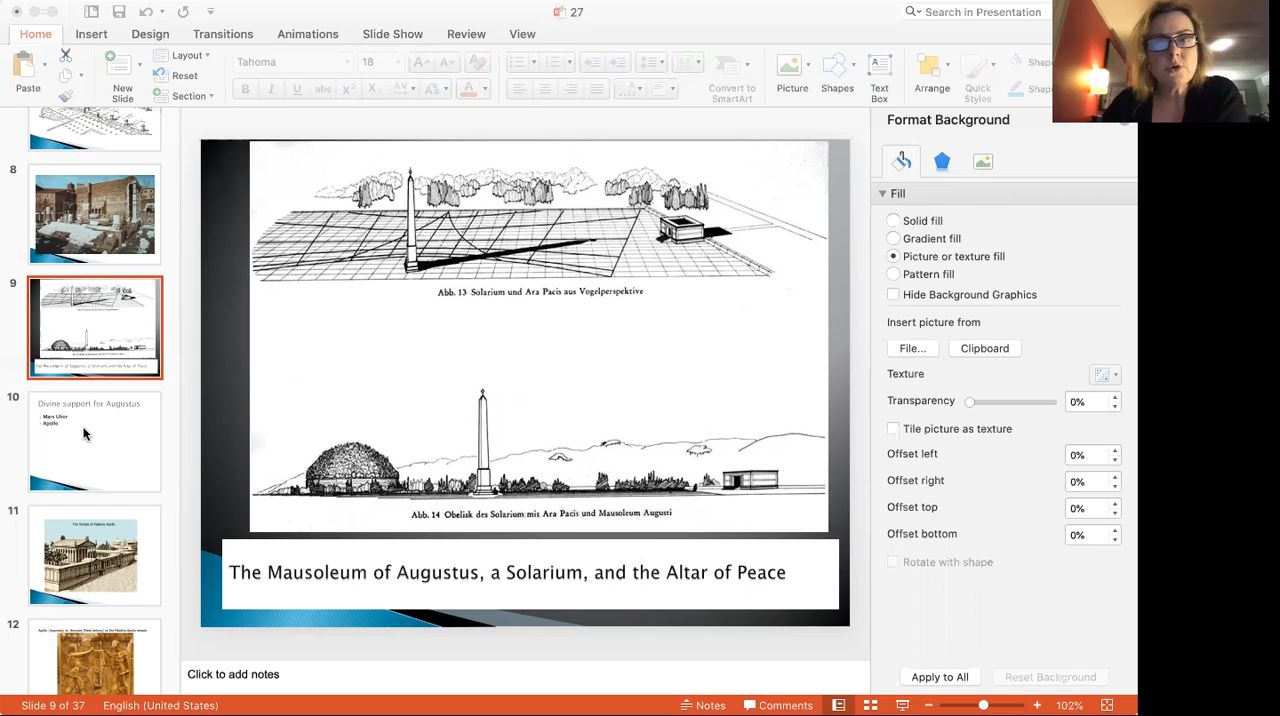 27
Search in Presentation
Home
Insert
Design
Transitions
Animations
Slide Show
Review
View
Paste
New Slide
Layout
Reset
Section
Tahoma
18
Convert to SmartArt
Picture
Shapes
Text Box
Arrange
Quick Styles
8
9
10
Divine support for Augustus
Mars Ultor
Apollo
11
The Temple of Palatine Apollo
12
Abb. 13 Solarium und Ara Pacis aus Vogelperspektive
Abb. 14 Obelisk des Solarium mit Ara Pacis und Mausoleum Augusti
The Mausoleum of Augustus, a Solarium, and the Altar of Peace
Click to add notes
Format Background
Fill
Solid fill
Gradient fill
Picture or texture fill
Pattern fill
Hide Background Graphics
Insert picture from
File...
Clipboard
Texture
Transparency
0%
Tile picture as texture
Offset left
0%
Offset right
0%
Offset top
0%
Offset bottom
0%
Rotate with shape
Apply to All
Reset Background
Slide 9 of 37
English (United States)
Notes
Comments
102%